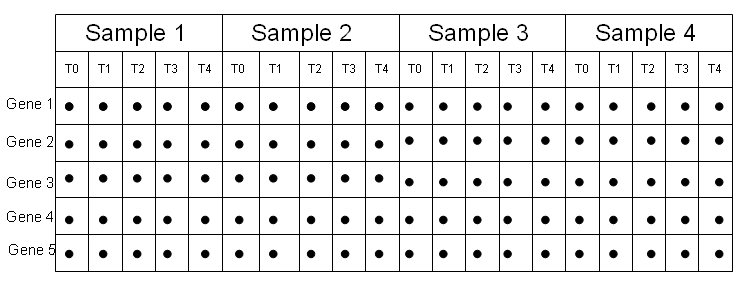 Sample 1 Sample 2 Sample 3 Sample 4
T0 T1 T2 T3 T4 T0 T1 T2 T3 T4 T0 T1 T2 T3 T4 T0 T1 T2 T3 T4
Gene 1
Gene 2
Gene 3
Gene 4
Gene 5